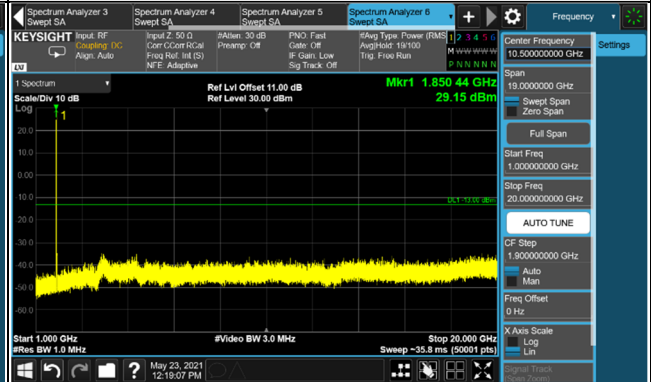 Spectrum Analyzer 3
Swept SA
Spectrum Analyzer 4
Swept SA
Spectrum Analyzer 5
Swept SA
Spectrum Analyzer 6
Swept SA
Frequency
KEYSIGHT
LXI
Input: RF
Coupling: DC
Align: Auto
Input Z: 50 Ω
Corr CCorr RCal
Freq Ref: Int (S)
NFE: Adaptive
#Atten: 30 dB
Preamp: Off
PNO: Fast
Gate: Off
IF Gain: Low
Sig Track: Off
#Avg Type: Power (RMS
Avg|Hold: 19/100
Trig: Free Run
1 2 3 4 5 6
M W W W W W
P N N N N N
1 Spectrum
Scale/Div 10 dB
Ref Lvl Offset 11.00 dB
Ref Level 30.00 dBm
Mkr1 1.850 44 GHz
29.15 dBm
Log
1
20.0
10.0
0.00
-10.0
DL1 -13.00 dBm
-20.0
-30.0
-40.0
-50.0
-60.0
Start 1.000 GHz
#Res BW 1.0 MHz
#Video BW 3.0 MHz
Stop 20.000 GHz
Sweep ~35.8 ms (50001 pts)
May 23, 2021
12:19:07 PM
Center Frequency
10.500000000 GHz
Settings
Span
19.0000000 GHz
Swept Span
Zero Span
Full Span
Start Freq
1.000000000 GHz
Stop Freq
20.000000000 GHz
AUTO TUNE
CF Step
1.900000000 GHz
Auto
Man
Freq Offset
0 Hz
X Axis Scale
Log
Lin
Signal Track
(Span Zoom)